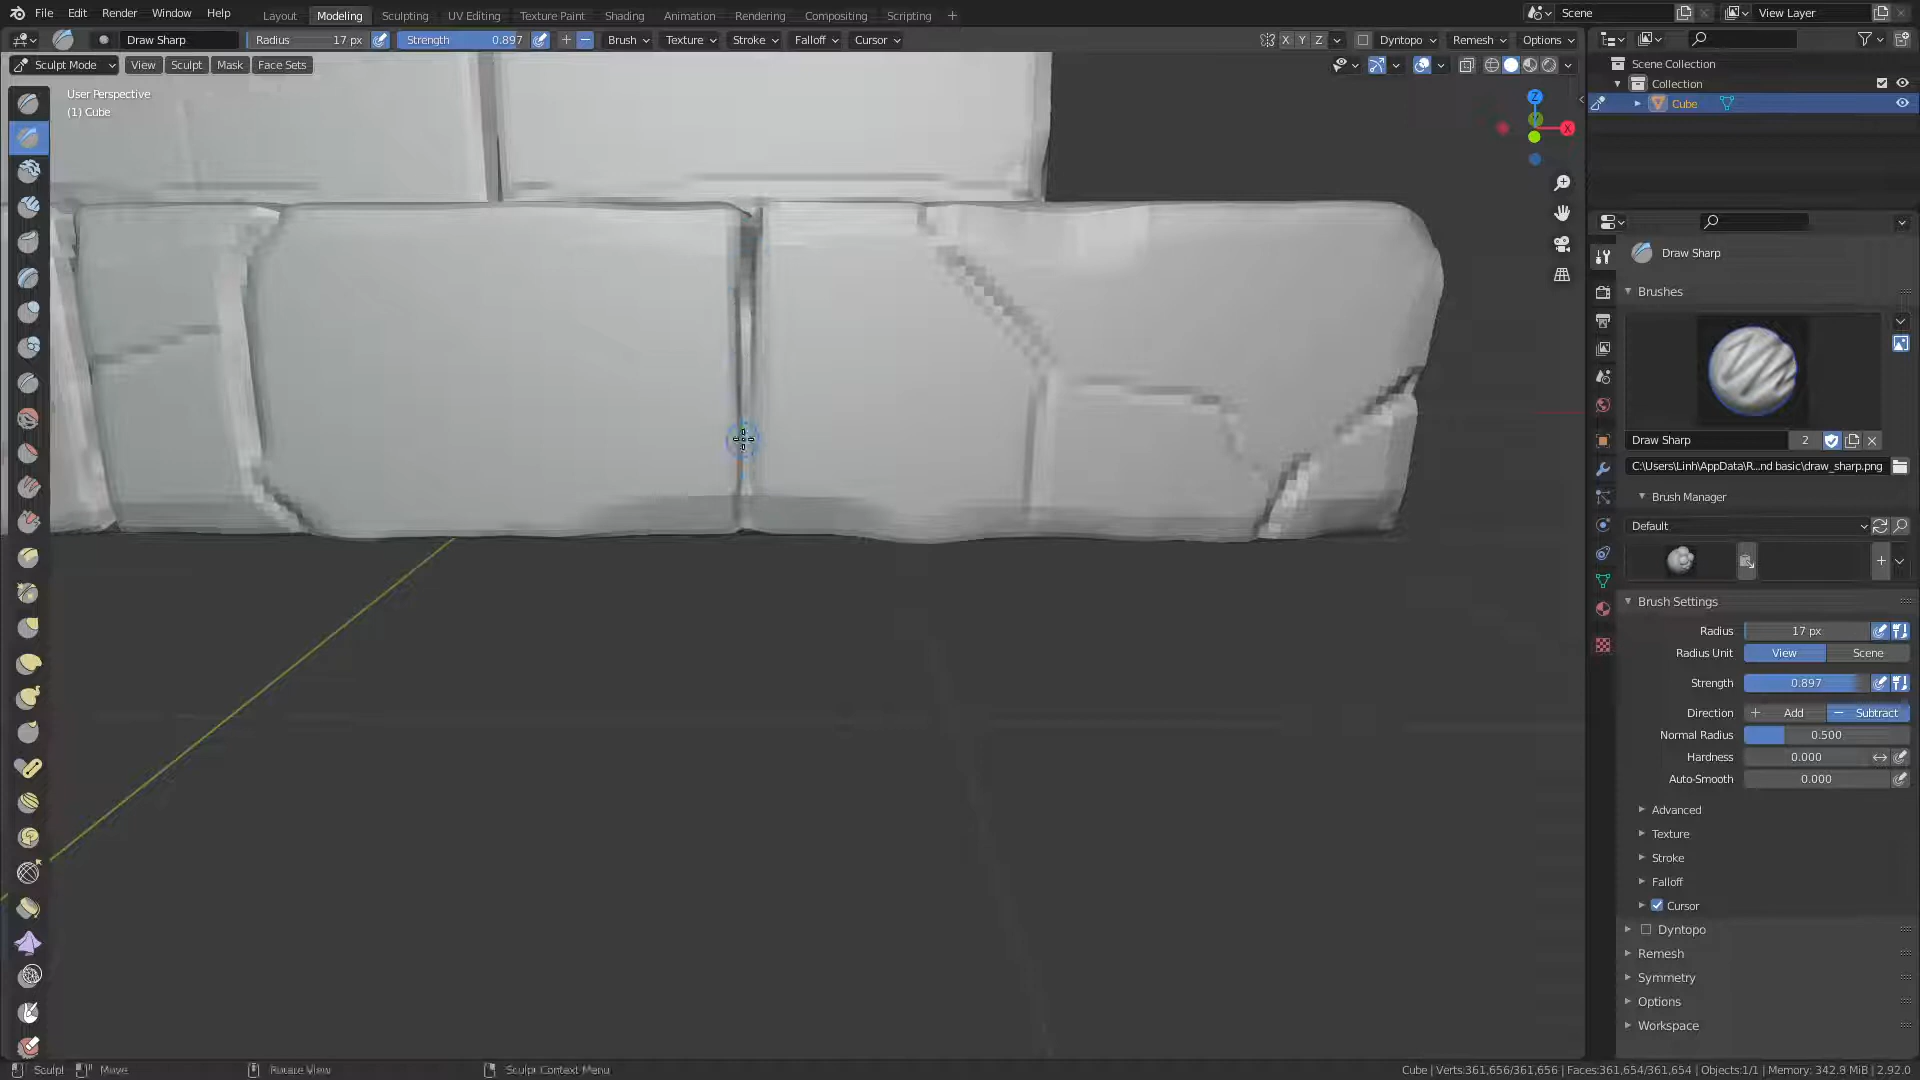 File Edit Render Window Help
Layout Modeling Sculpting UV Editing Texture Paint Shading Animation Rendering Compositing Scripting +
Scene View Layer
Draw Sharp Radius 17 px Strength 0.897 Brush Texture Stroke Falloff Cursor
X Y Z Dyntopo Remesh Options
Sculpt Mode View Sculpt Mask Face Sets
User Perspective
(1) Cube
Z
X
Scene Collection
Collection
Cube
Draw Sharp
Brushes
Draw Sharp 2
C:\Users\Linh\AppData\R...nd basic\draw_sharp.png
Brush Manager
Default
Brush Settings
Radius 17 px
Radius Unit View Scene
Strength 0.897
Direction + Add − Subtract
Normal Radius 0.500
Hardness 0.000
Auto-Smooth 0.000
Advanced
Texture
Stroke
Falloff
Cursor
Dyntopo
Remesh
Symmetry
Options
Workspace
Sculpt Move Rotate View Sculpt Context Menu
Cube | Verts:361,656/361,656 | Faces:361,654/361,654 | Objects:1/1 | Memory: 342.8 MiB | 2.92.0